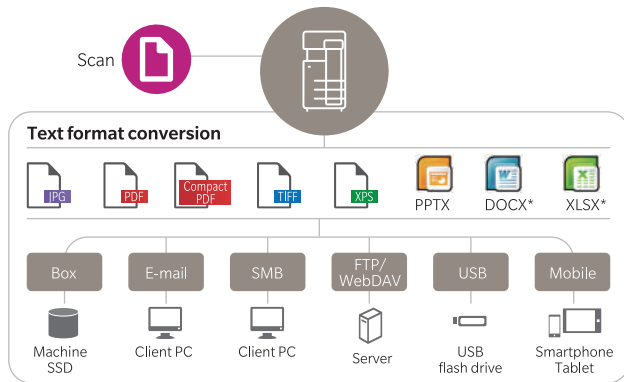 Scan
Text format conversion
JPG
PDF
Compact
PDF
TIFF
XPS
PPTX
DOCX*
XLSX*
Box
E-mail
SMB
FTP/
WebDAV
USB
Mobile
Machine
SSD
Client PC
Client PC
Server
USB
flash drive
Smartphone
Tablet